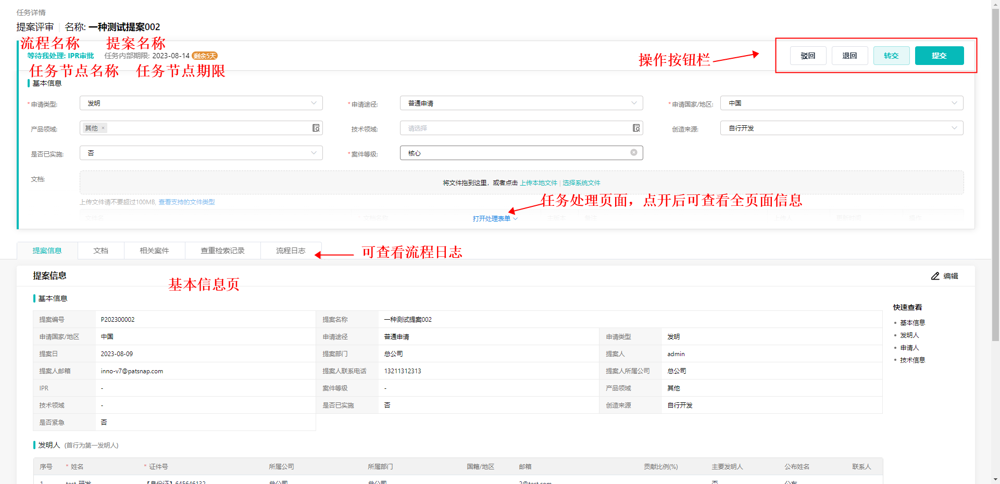 任务详情
提案评审 名称: 一种测试提案002
流程名称 提案名称
等待我处理: IPR审批 任务内部期限: 2023-08-14 剩余5天
操作按钮栏
驳回 退回 转交 提交
任务节点名称 任务节点期限
基本信息
*申请类型: 发明 *申请途径: 普通申请 *申请国家/地区: 中国
产品领域: 其他 × 技术领域: 请选择 创造来源: 自行开发
是否已实施: 否 *案件等级: 核心
文档: 将文件拖到这里，或者点击 上传本地文件 | 选择系统文件
上传文件请不要超过100MB, 查看支持的文件类型
任务处理页面，点开后可查看全页面信息
文件名 文档名称 打开处理表单 主版本 备注 上传人 更新时间 操作
提案信息 文档 相关案件 查重检索记录 流程日志
可查看流程日志
提案信息 编辑
基本信息页
基本信息
快速查看
基本信息
发明人
申请人
技术信息
提案编号 P202300002 提案名称 一种测试提案002
申请国家/地区 中国 申请途径 普通申请 申请类型 发明
提案日 2023-08-09 提案部门 总公司 提案人 admin
提案人邮箱 inno-v7@patsnap.com 提案人联系电话 13211312313 提案人所属公司 总公司
IPR - 案件等级 - 产品领域 其他
技术领域 - 是否已实施 否 创造来源 自行开发
是否紧急 否
发明人 (首行为第一发明人)
序号 * 姓名 * 证件号 所属公司 所属部门 国籍/地区 邮箱 贡献比例(%) 主要发明人 公布姓名 联系人
1 test-研发 【身份证】645646132 总公司 总公司 2@test.com 否 公布